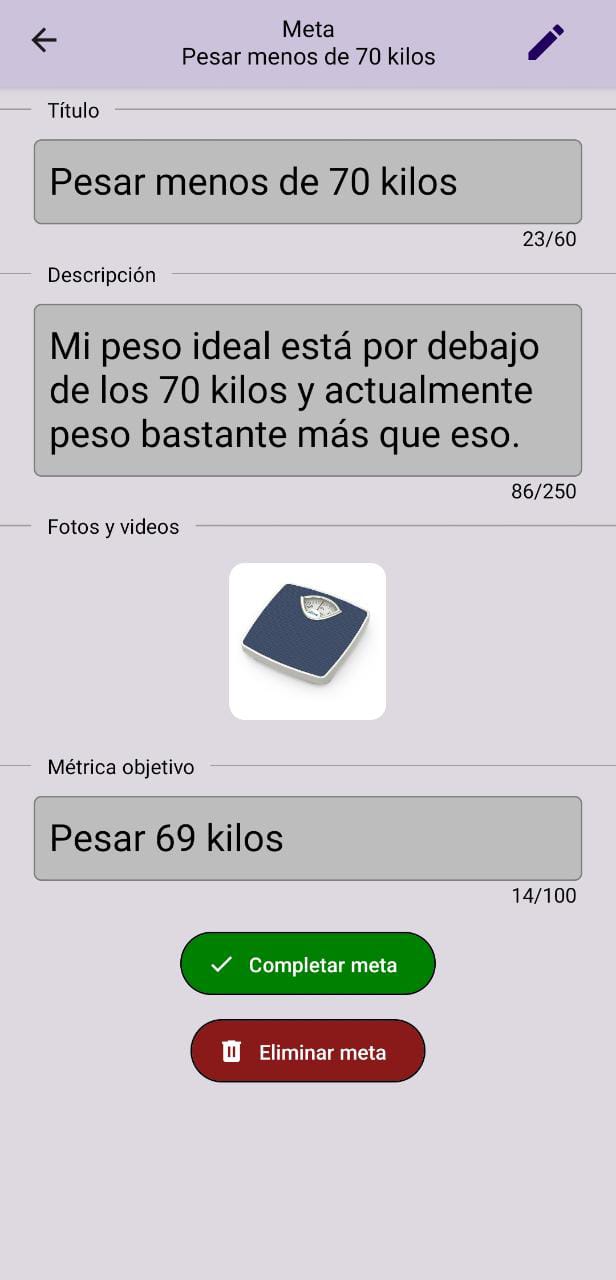 Meta
Pesar menos de 70 kilos
Título
Pesar menos de 70 kilos
23/60
Descripción
Mi peso ideal está por debajo
de los 70 kilos y actualmente
peso bastante más que eso.
86/250
Fotos y videos
Métrica objetivo
Pesar 69 kilos
14/100
Completar meta
Eliminar meta